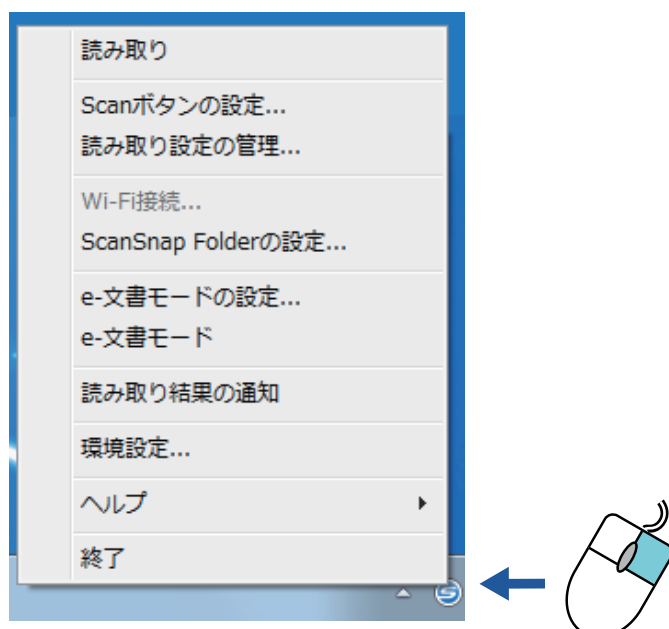 読み取り
Scanボタンの設定...
読み取り設定の管理...
Wi-Fi接続...
ScanSnap Folderの設定...
e-文書モードの設定...
e-文書モード
読み取り結果の通知
環境設定...
ヘルプ
終了